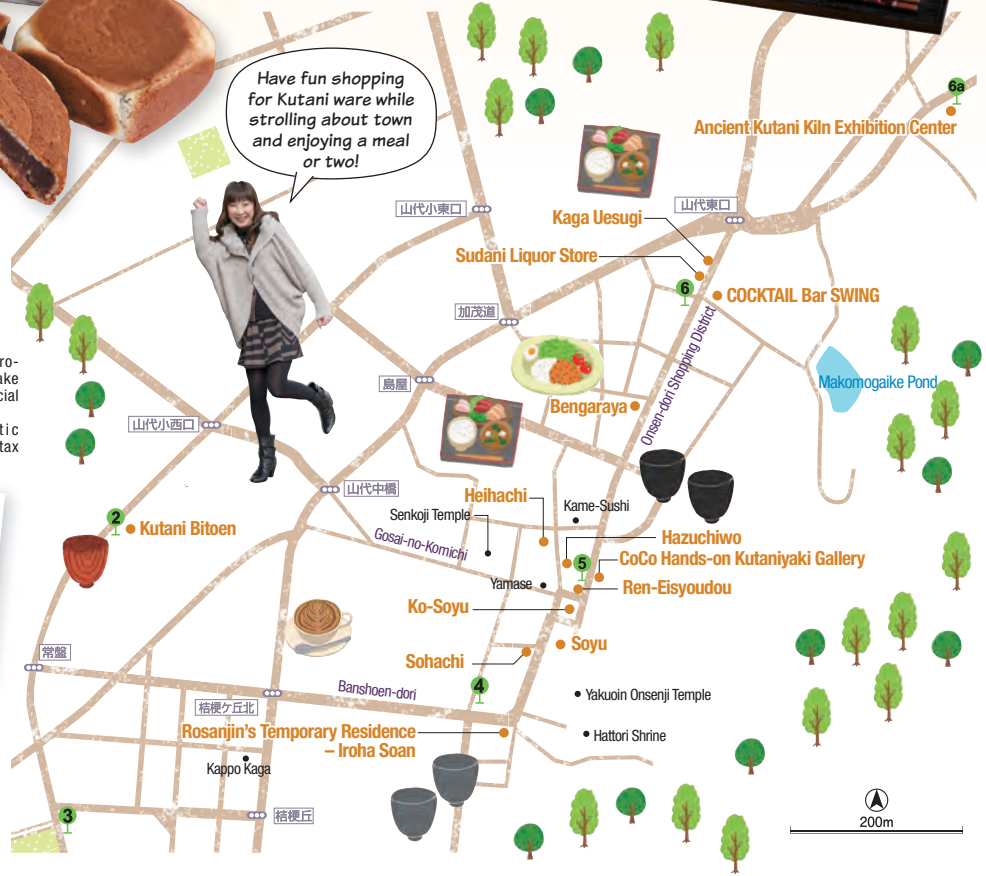 Have fun shopping
for Kutani ware while
strolling about town
and enjoying a meal
or two!
6a
Ancient Kutani Kiln Exhibition Center
山代小東口
山代東口
Kaga Uesugi
Sudani Liquor Store
6
COCKTAIL Bar SWING
加茂道
Onsen-dori Shopping District
Makomogaike Pond
島屋
Bengaraya
ro-
ake
cial
tic
tax
山代小西口
山代中橋
Heihachi
Kame-Sushi
Senkoji Temple
2
Kutani Bitoen
Gosai-no-Komichi
Hazuchiwo
5
CoCo Hands-on Kutaniyaki Gallery
Yamase
Ren-Eisyoudou
Ko-Soyu
Soyu
常盤
Sohachi
4
Banshoen-dori
Yakuoin Onsenji Temple
桔梗ケ丘北
Rosanjin's Temporary Residence
– Iroha Soan
Hattori Shrine
Kappo Kaga
3
桔梗丘
200m